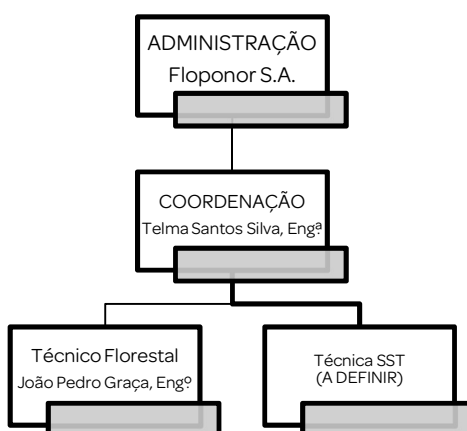 ADMINISTRAÇÃO
Floponor S.A.
COORDENAÇÃO
Telma Santos Silva, Engª
Técnico Florestal
João Pedro Graça, Engº
Técnica SST
(A DEFINIR)